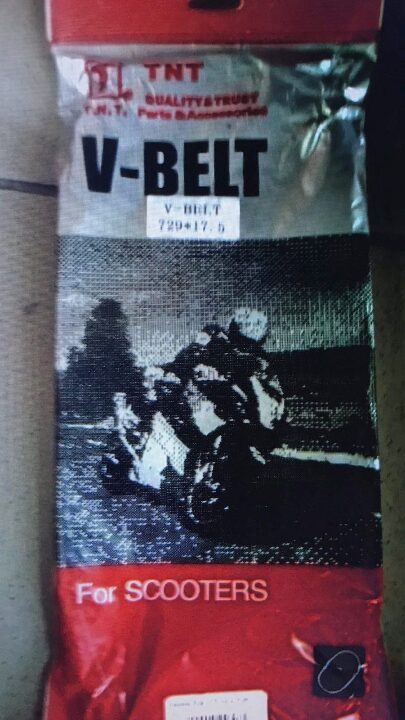 TNT
T.N.T.
QUALITY&TRUST
Parts & Accessories
V-BELT
V-BELT
729*17.5
For SCOOTERS